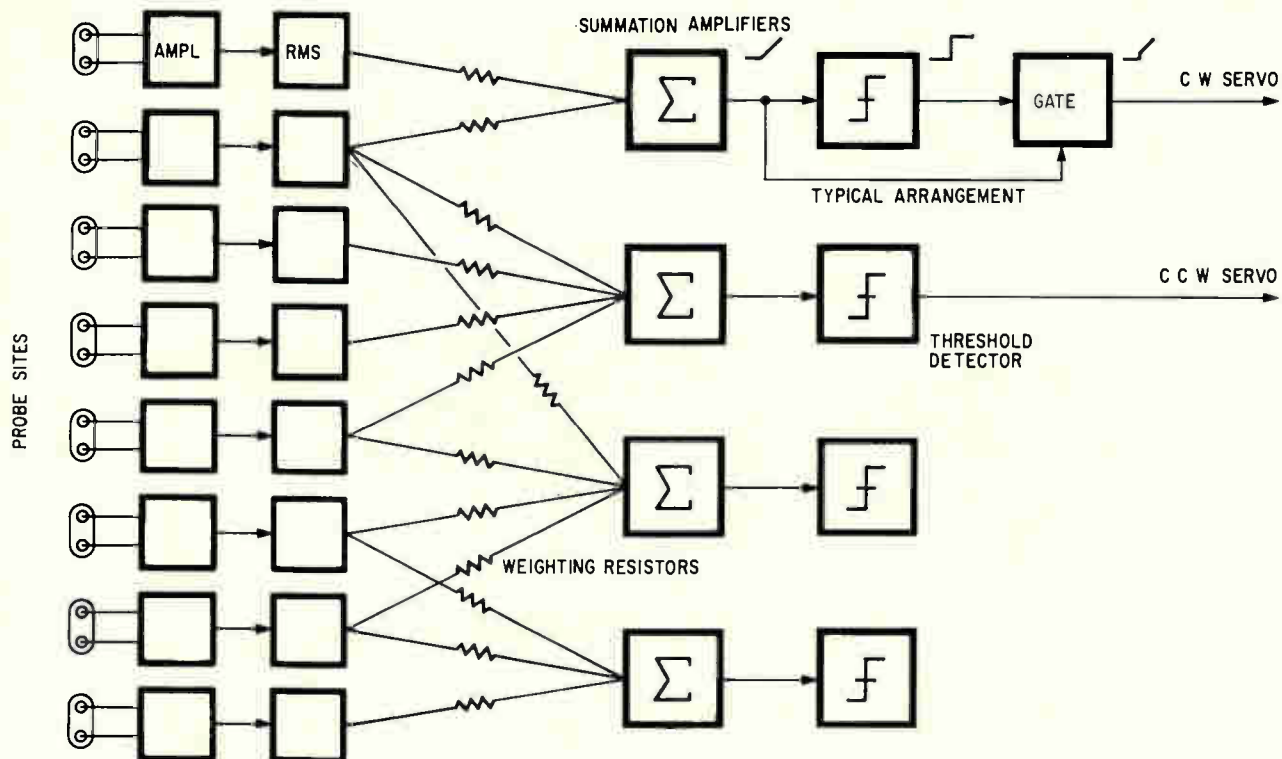 SUMMATION AMPLIFIERS
AMPL
RMS
Σ
GATE
C W SERVO
TYPICAL ARRANGEMENT
Σ
C C W SERVO
THRESHOLD
DETECTOR
PROBE SITES
Σ
WEIGHTING RESISTORS
Σ